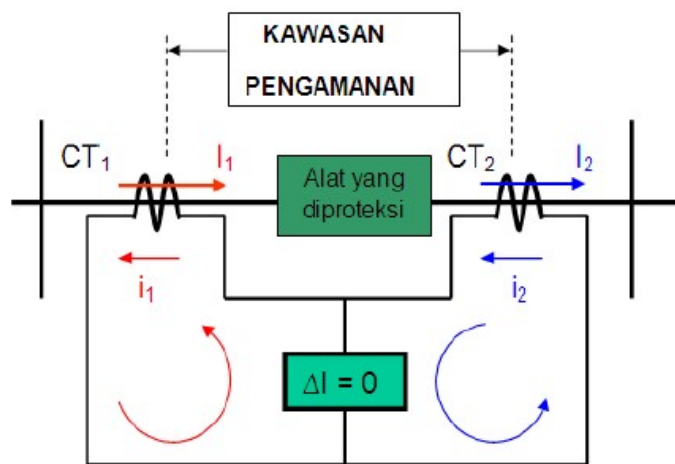 KAWASAN
PENGAMANAN
CT₁
I₁
Alat yang
diproteksi
CT₂
I₂
i₁
i₂
ΔI = 0